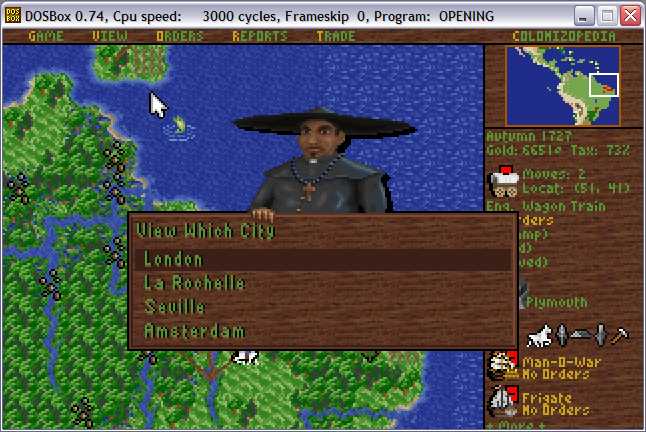 DOSBox 0.74, Cpu speed: 3000 cycles, Frameskip 0, Program: OPENING
GAME VIEW ORDERS REPORTS TRADE COLONIZOPEDIA
Autumn 1727
Gold: 6651 Tax: 73%
Moves: 2
Locat: (51, 41)
Eng. Wagon Train
View Which City
London
La Rochelle
Seville
Amsterdam
Plymouth
Man-O-War
No Orders
Frigate
No Orders
+ More +